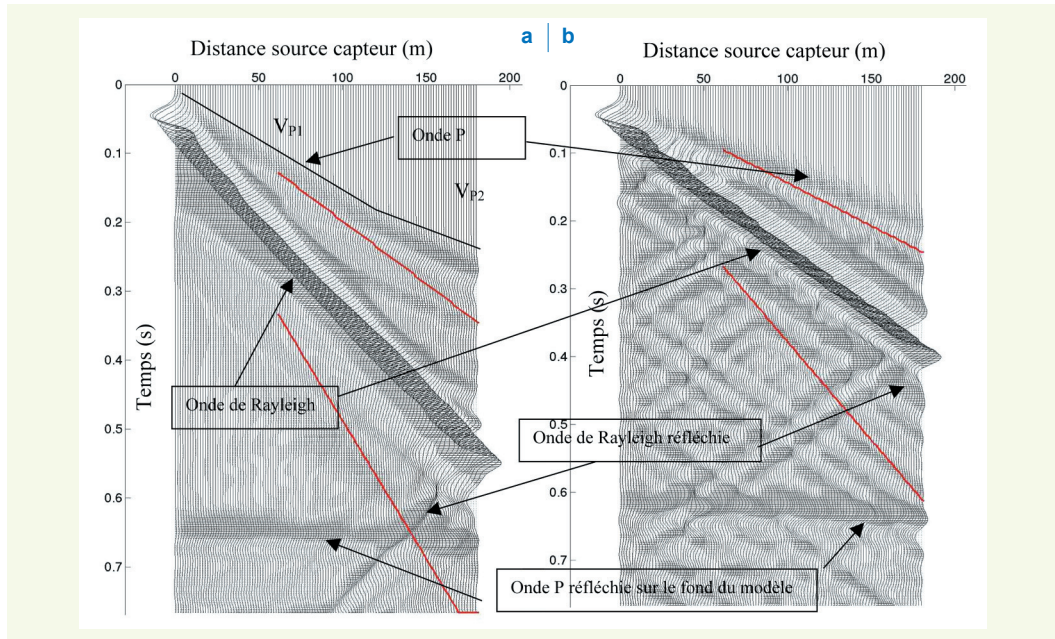 a b
Distance source capteur (m)
0 50 100 150 200
0
0.1
0.2
0.3
0.4
0.5
0.6
0.7
Temps (s)
V_P1
V_P2
Distance source capteur (m)
0 50 100 150 200
0
0.1
0.2
0.3
0.4
0.5
0.6
0.7
Temps (s)
Onde P
Onde de Rayleigh
Onde de Rayleigh réfléchie
Onde P réfléchie sur le fond du modèle